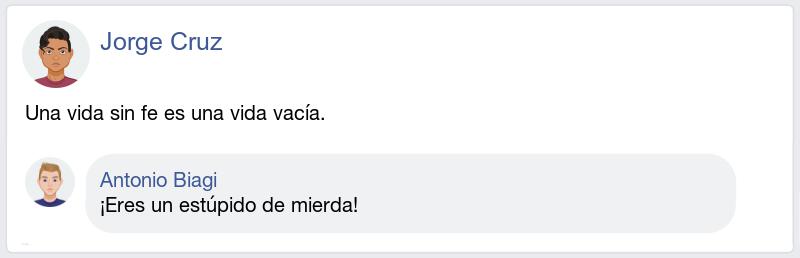 Jorge Cruz
Una vida sin fe es una vida vacía.
Antonio Biagi
¡Eres un estúpido de mierda!